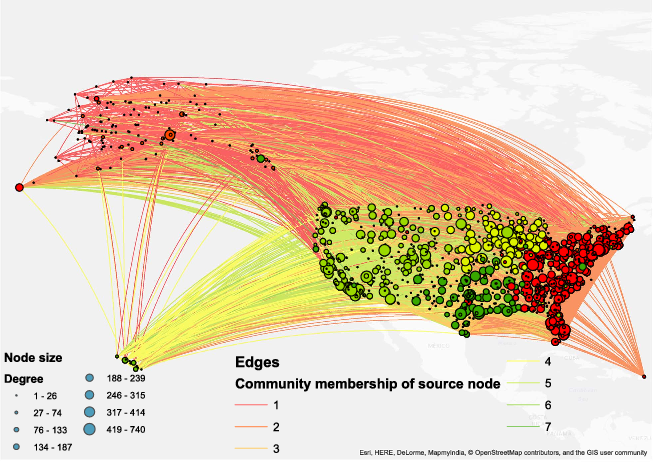 MEXICO
Node size
Degree
1 - 26
27 - 74
76 - 133
134 - 187
188 - 239
246 - 315
317 - 414
419 - 740
Edges
Community membership of source node
1
2
3
4
5
6
7
Esri, HERE, DeLorme, MapmyIndia, © OpenStreetMap contributors, and the GIS user community